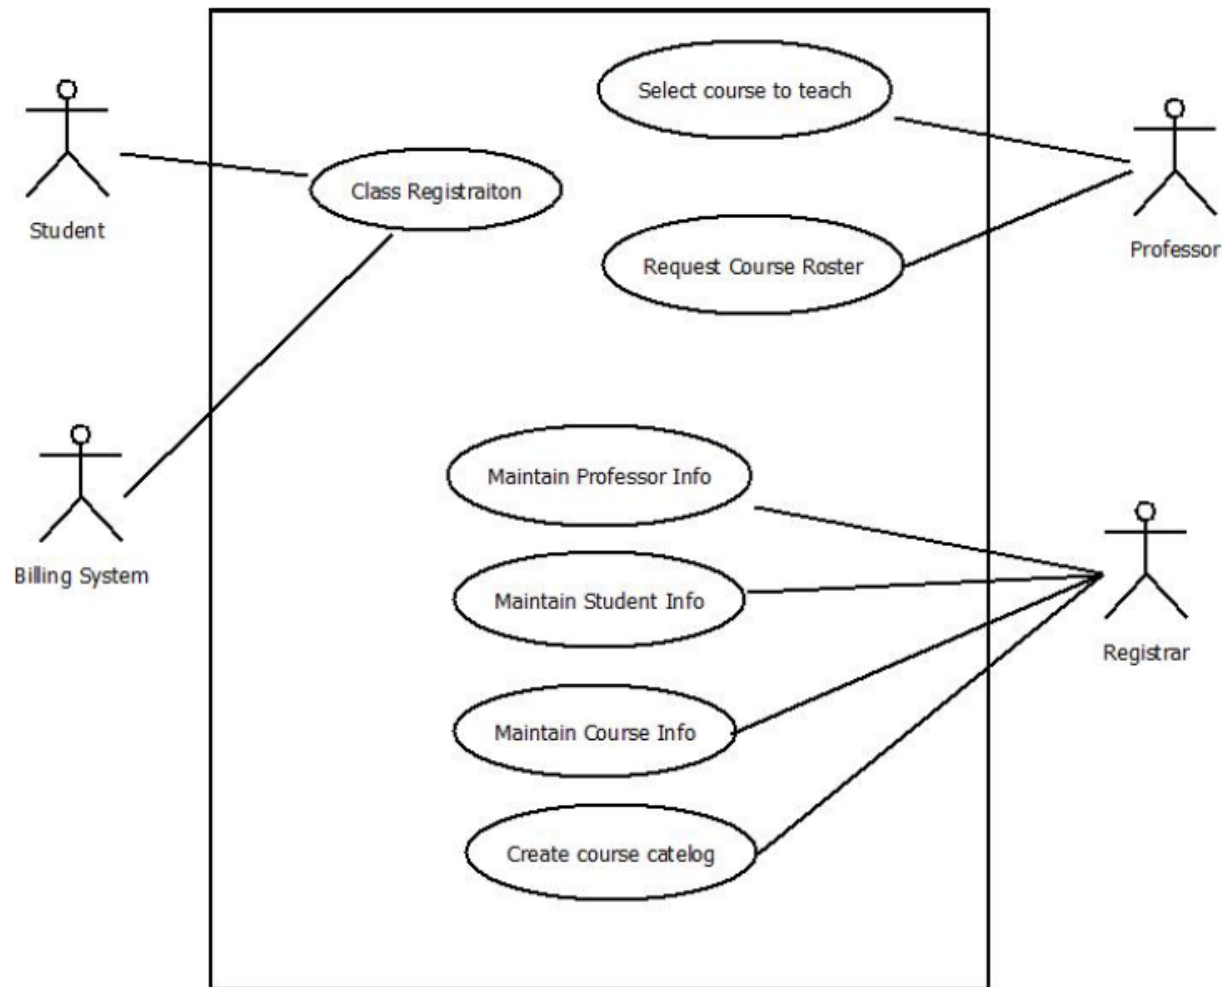 Select course to teach
Class Registraiton
Student
Professor
Request Course Roster
Maintain Professor Info
Billing System
Maintain Student Info
Registrar
Maintain Course Info
Create course catelog